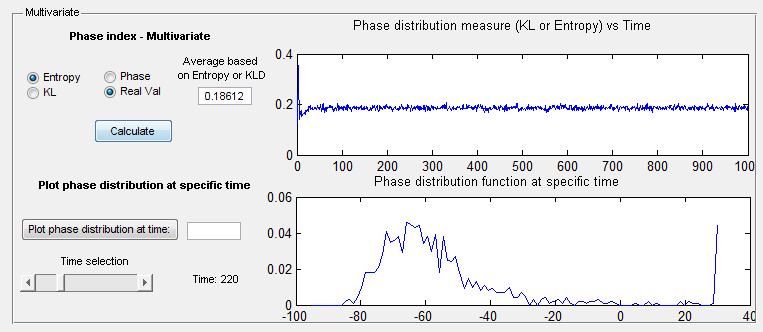 Multivariate
Phase index - Multivariate
Entropy
Phase
KL
Real Val
Average based
on Entropy or KLD
0.18612
Calculate
Phase distribution measure (KL or Entropy) vs Time
0.4
0.2
0
0 100 200 300 400 500 600 700 800 900 1000
Plot phase distribution at specific time
Plot phase distribution at time:
Time selection
Time: 220
Phase distribution function at specific time
0.06
0.04
0.02
0
-100 -80 -60 -40 -20 0 20 40